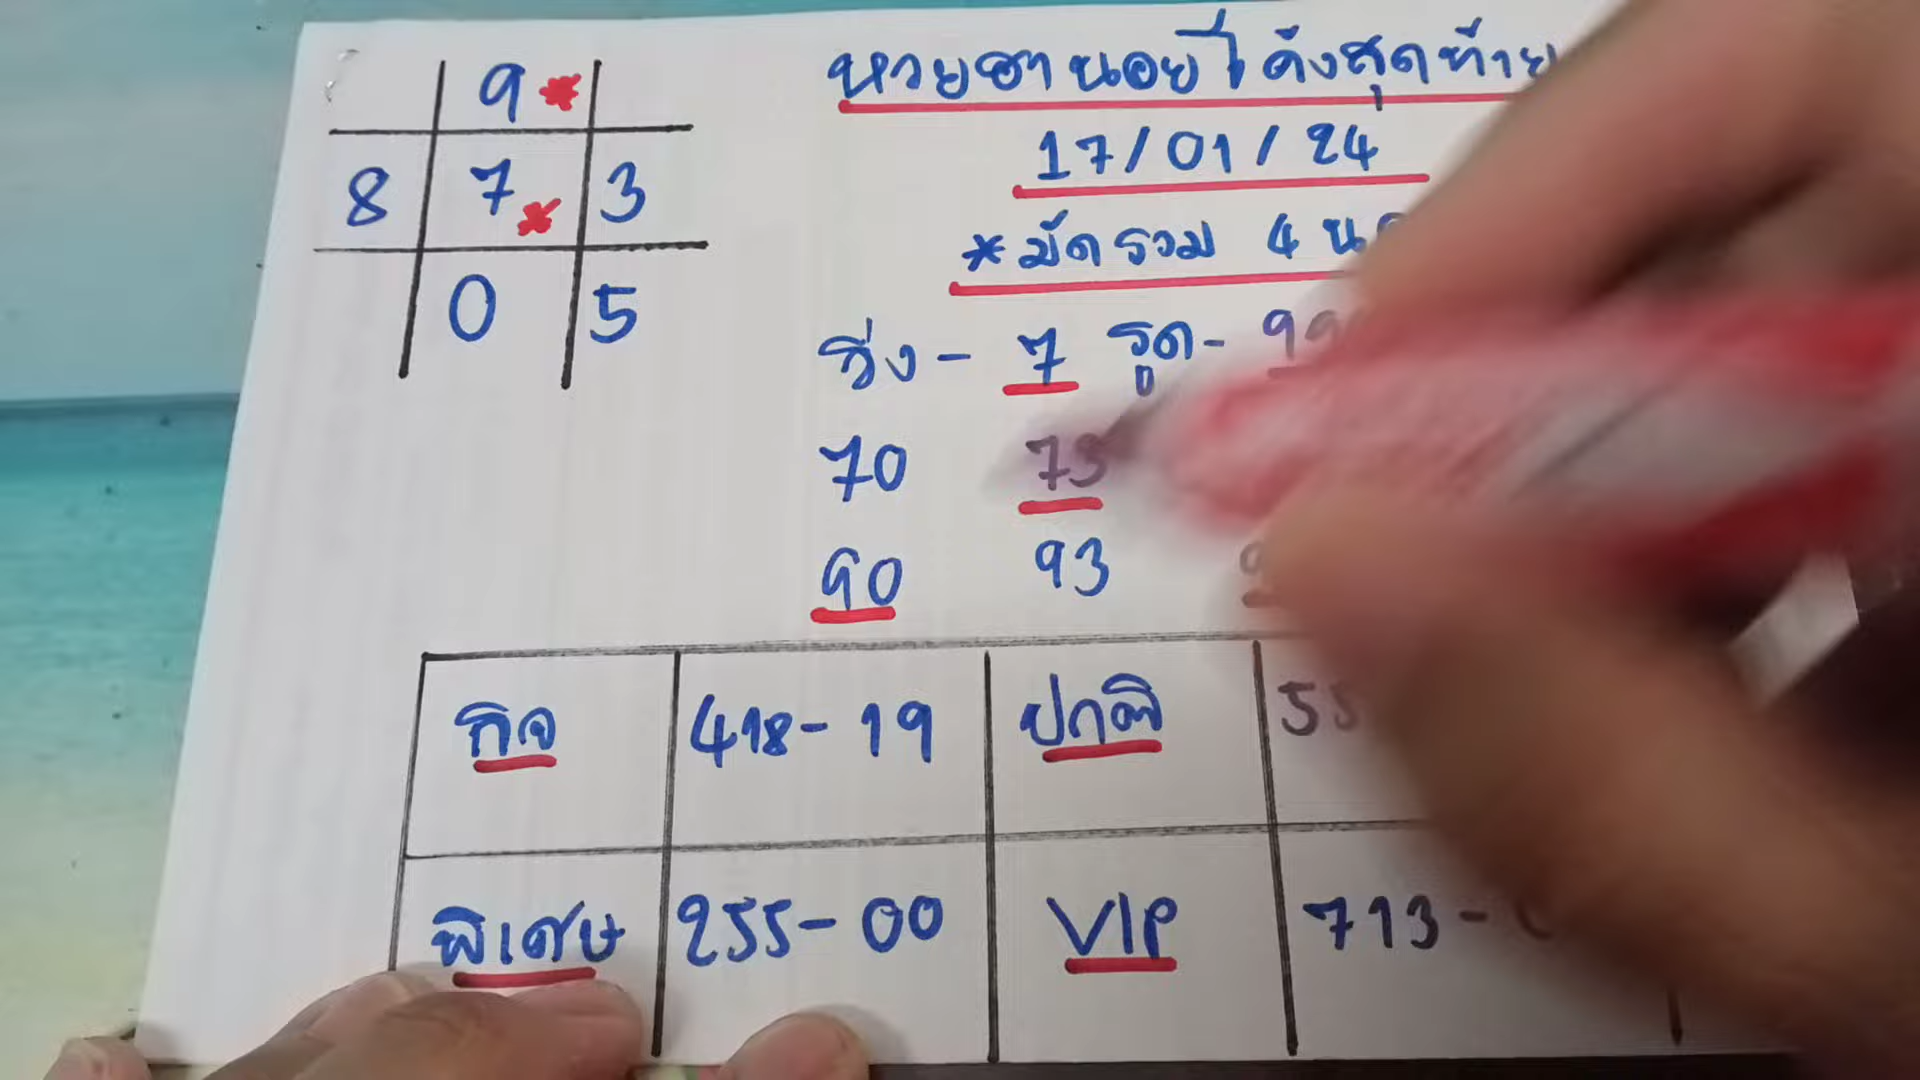 9
8 7 3
0 5
หวยฮานอย โค้งสุดท้าย
17/01/24
*มัดรวม 4
วิ่ง - 7 รูด -
70 73
90 93
กิจ 418-19 ปกติ
พิเศษ 255-00 VIP 713-